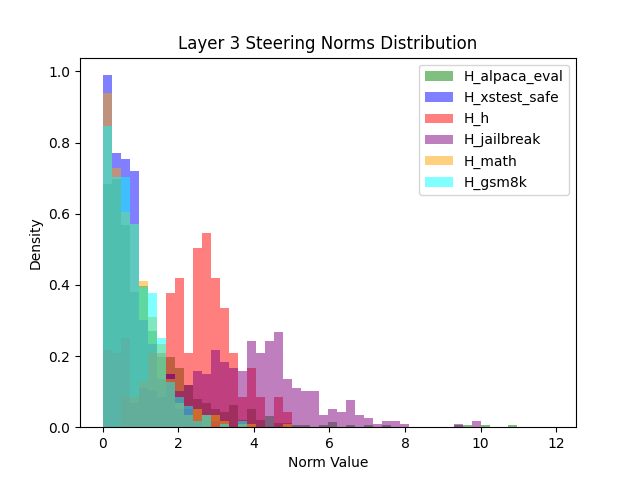 Layer 3 Steering Norms Distribution
Density
1.0
0.8
0.6
0.4
0.2
0.0
H_alpaca_eval
H_xstest_safe
H_h
H_jailbreak
H_math
H_gsm8k
0 2 4 6 8 10 12
Norm Value